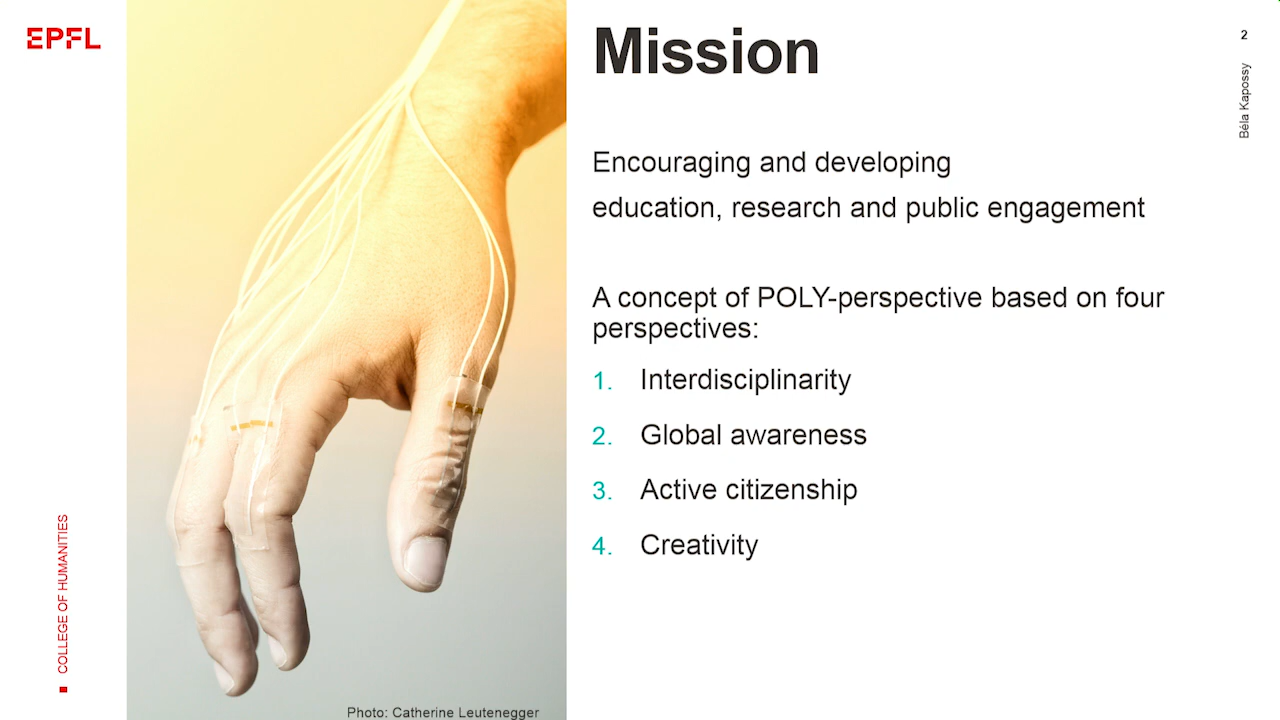 EPFL
Mission
2
Béla Kapossy
Encouraging and developing
education, research and public engagement
A concept of POLY-perspective based on four
perspectives:
1. Interdisciplinarity
2. Global awareness
3. Active citizenship
4. Creativity
COLLEGE OF HUMANITIES
Photo: Catherine Leutenegger